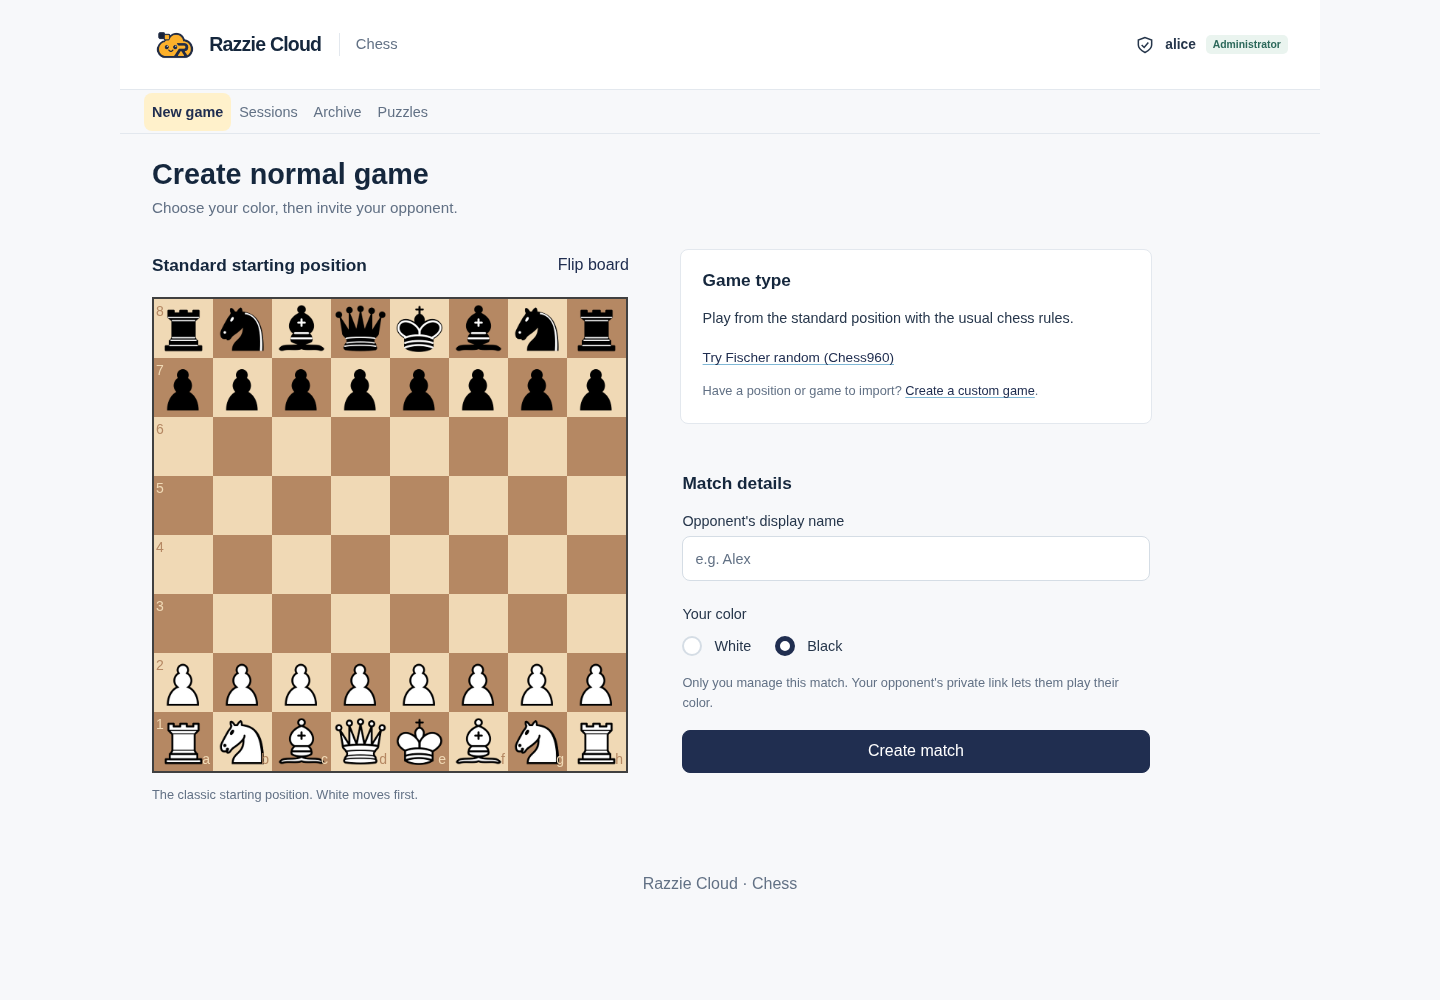 Razzie Cloud
Chess
alice
Administrator
New game
Sessions
Archive
Puzzles
Create normal game
Choose your color, then invite your opponent.
Standard starting position
Flip board
8
7
6
5
4
3
2
1
a
b
c
d
e
f
g
h
The classic starting position. White moves first.
Game type
Play from the standard position with the usual chess rules.
Try Fischer random (Chess960)
Have a position or game to import? Create a custom game.
Match details
Opponent's display name
e.g. Alex
Your color
White
Black
Only you manage this match. Your opponent's private link lets them play their
color.
Create match
Razzie Cloud · Chess